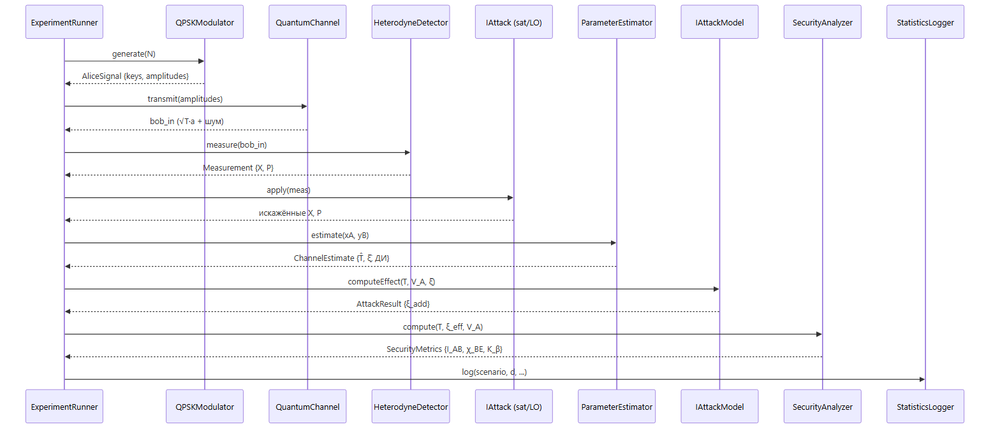 ExperimentRunner
QPSKModulator
QuantumChannel
HeterodyneDetector
IAttack (sat/LO)
ParameterEstimator
IAttackModel
SecurityAnalyzer
StatisticsLogger
generate(N)
AliceSignal {keys, amplitudes}
transmit(amplitudes)
bob_in (√T·a + шум)
measure(bob_in)
Measurement {X, P}
apply(meas)
искажённые X, P
estimate(xA, yB)
ChannelEstimate {T̂, ξ̂, ДИ}
computeEffect(T, V_A, ξ̂)
AttackResult {ξ_add}
compute(T, ξ_eff, V_A)
SecurityMetrics {I_AB, χ_BE, K_β}
log(scenario, d, ...)
ExperimentRunner
QPSKModulator
QuantumChannel
HeterodyneDetector
IAttack (sat/LO)
ParameterEstimator
IAttackModel
SecurityAnalyzer
StatisticsLogger